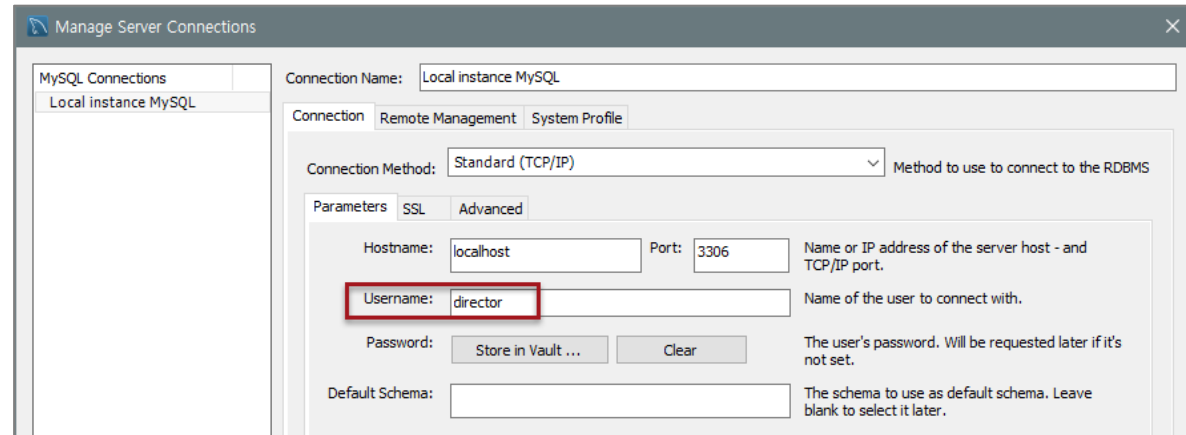 Manage Server Connections
MySQL Connections
Local instance MySQL
Connection Name: Local instance MySQL
Connection Remote Management System Profile
Connection Method: Standard (TCP/IP) Method to use to connect to the RDBMS
Parameters SSL Advanced
Hostname: localhost Port: 3306 Name or IP address of the server host - and
TCP/IP port.
Username: director Name of the user to connect with.
Password: Store in Vault ... Clear The user's password. Will be requested later if it's
not set.
Default Schema: The schema to use as default schema. Leave
blank to select it later.